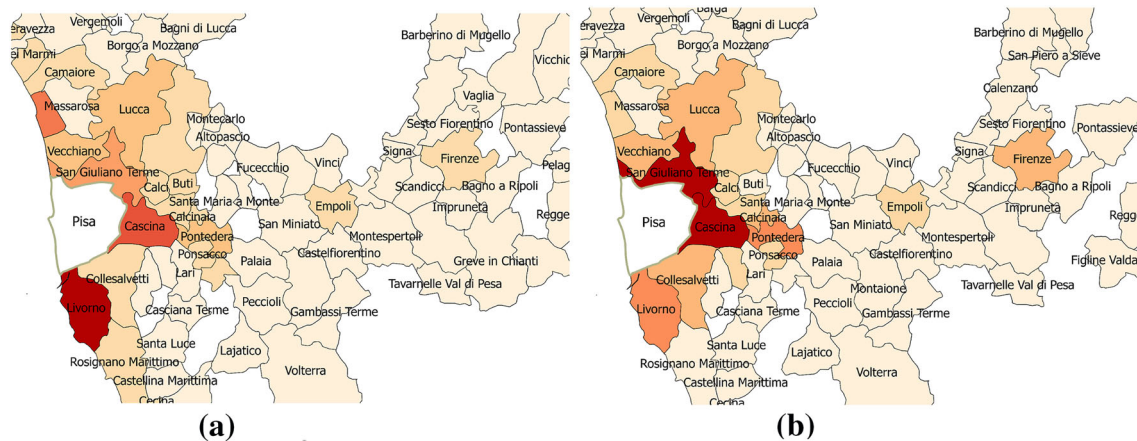 eravezza
Vergemoli
Bagni di Lucca
ei Marmi
Borgo a Mozzano
Camaiore
Massarosa
Lucca
Montecarlo
Altopascio
Vecchiano
San Giuliano Terme
Calci
Buti
Santa Maria a Monte
Calcinaia
Cascina
Pisa
Pontedera
Ponsacco
Collesalvetti
Lari
Livorno
Casciana Terme
Palaia
Peccioli
Santa Luce
Lajatico
Rosignano Marittimo
Castellina Marittima
Cecina
Volterra
Gambassi Terme
Castelfiorentino
Montespertoli
San Miniato
Empoli
Fucecchio
Vinci
Signa
Scandicci
Impruneta
Bagno a Ripoli
Firenze
Sesto Fiorentino
Vaglia
Barberino di Mugello
Vicchio
Pontassieve
Pelag
Regge
Greve in Chianti
Tavarnelle Val di Pesa
(a)
eravezza
Vergemoli
Barga
Bagni di Lucca
ei Marmi
Borgo a Mozzano
Camaiore
Massarosa
Lucca
Montecarlo
Altopascio
Vecchiano
San Giuliano Terme
Calci
Buti
Santa Maria a Monte
Calcinaia
Cascina
Pisa
Pontedera
Ponsacco
Collesalvetti
Lari
Livorno
Casciana Terme
Palaia
Peccioli
Montaione
Gambassi Terme
Santa Luce
Lajatico
Rosignano Marittimo
Castellina Marittima
Cecina
Volterra
Castelfiorentino
Montespertoli
San Miniato
Empoli
Fucecchio
Vinci
Signa
Scandicci
Impruneta
Bagno a Ripoli
Firenze
Sesto Fiorentino
Calenzano
San Piero a Sieve
Barberino di Mugello
Pontassieve
Regge
Figline Valda
Tavarnelle Val di Pesa
(b)